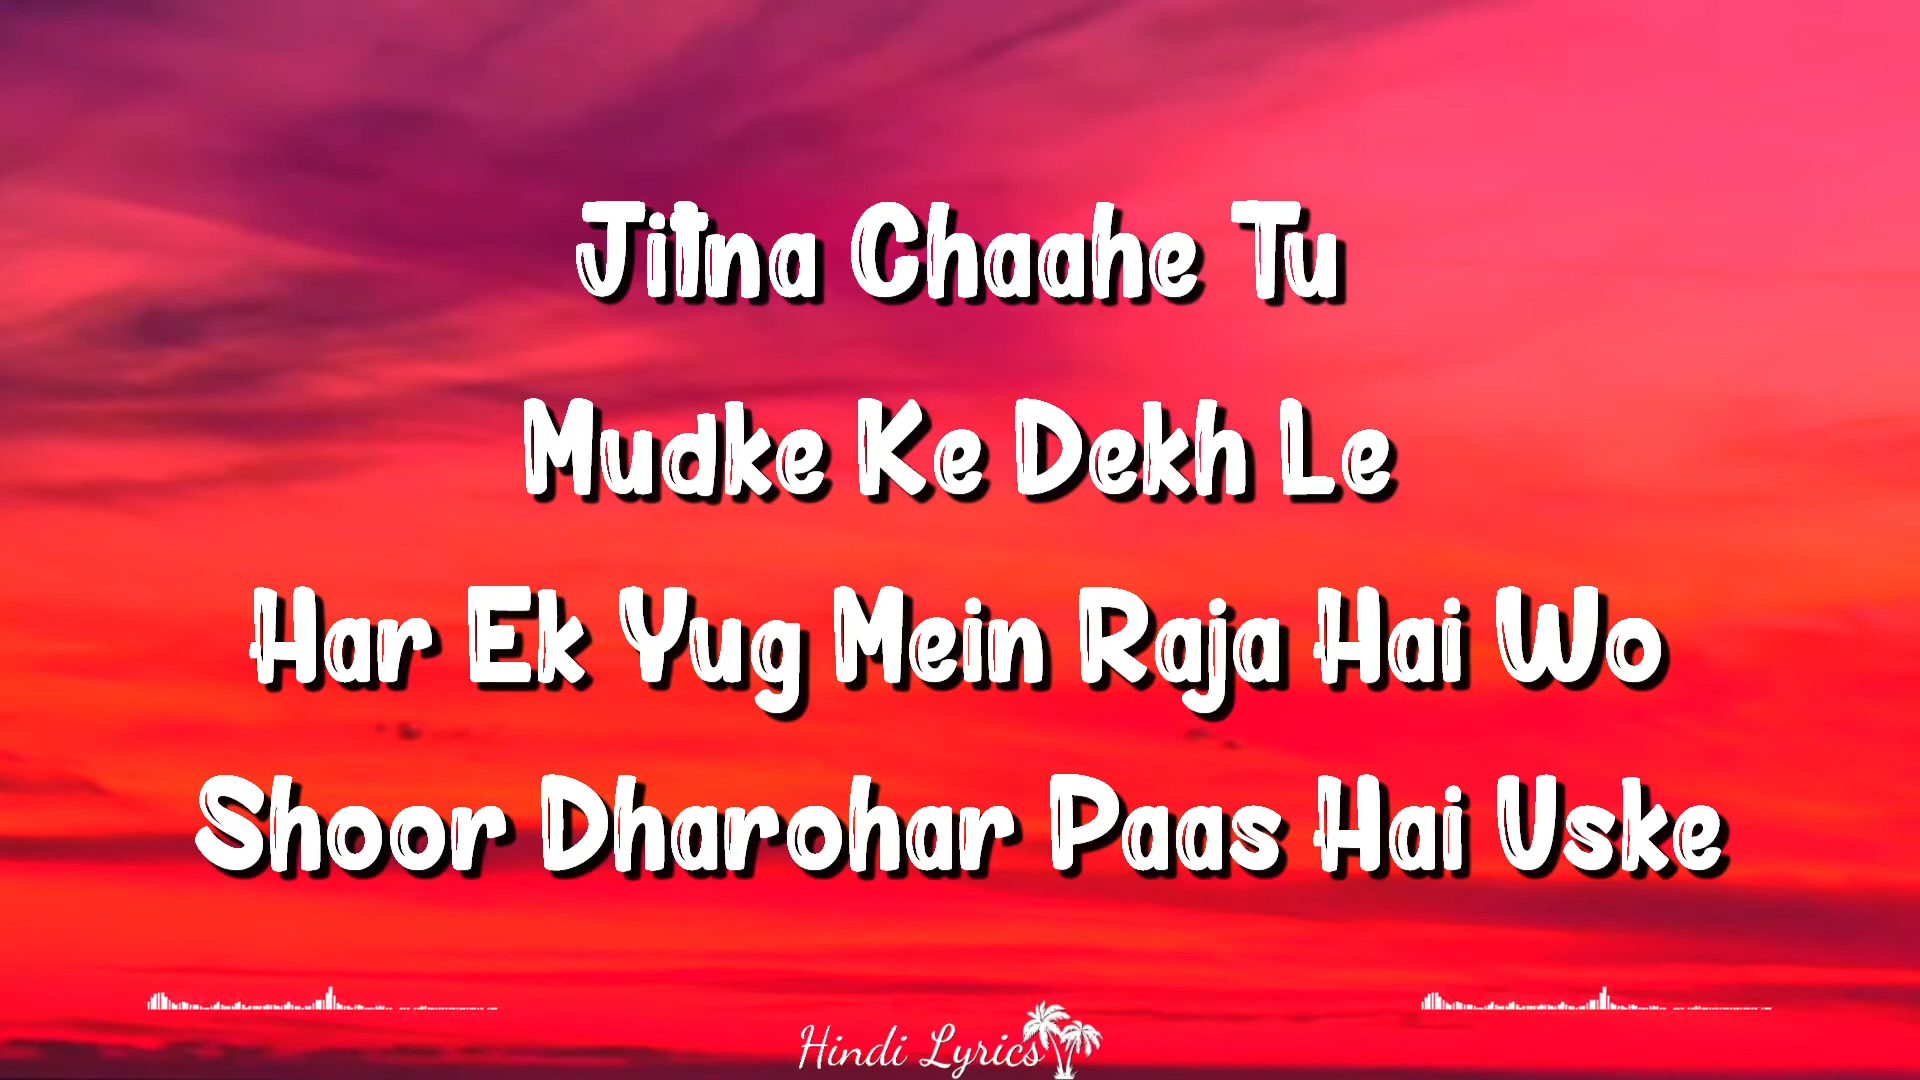 Jitna Chaahe Tu
Mudke Ke Dekh Le
Har Ek Yug Mein Raja Hai Wo
Shoor Dharohar Paas Hai Uske
Hindi Lyrics